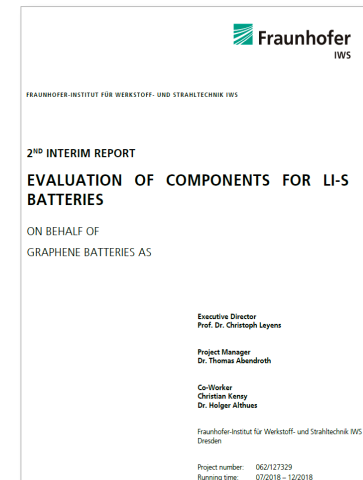 Fraunhofer
IWS
FRAUNHOFER-INSTITUT FÜR WERKSTOFF- UND STRAHLTECHNIK IWS
2ND INTERIM REPORT
EVALUATION OF COMPONENTS FOR LI-S
BATTERIES
ON BEHALF OF
GRAPHENE BATTERIES AS
Executive Director
Prof. Dr. Christoph Leyens
Project Manager
Dr. Thomas Abendroth
Co-Worker
Christian Kensy
Dr. Holger Althues
Fraunhofer-Institut für Werkstoff- und Strahltechnik IWS
Dresden
Project number: 062/127329
Running time: 07/2018 – 12/2018